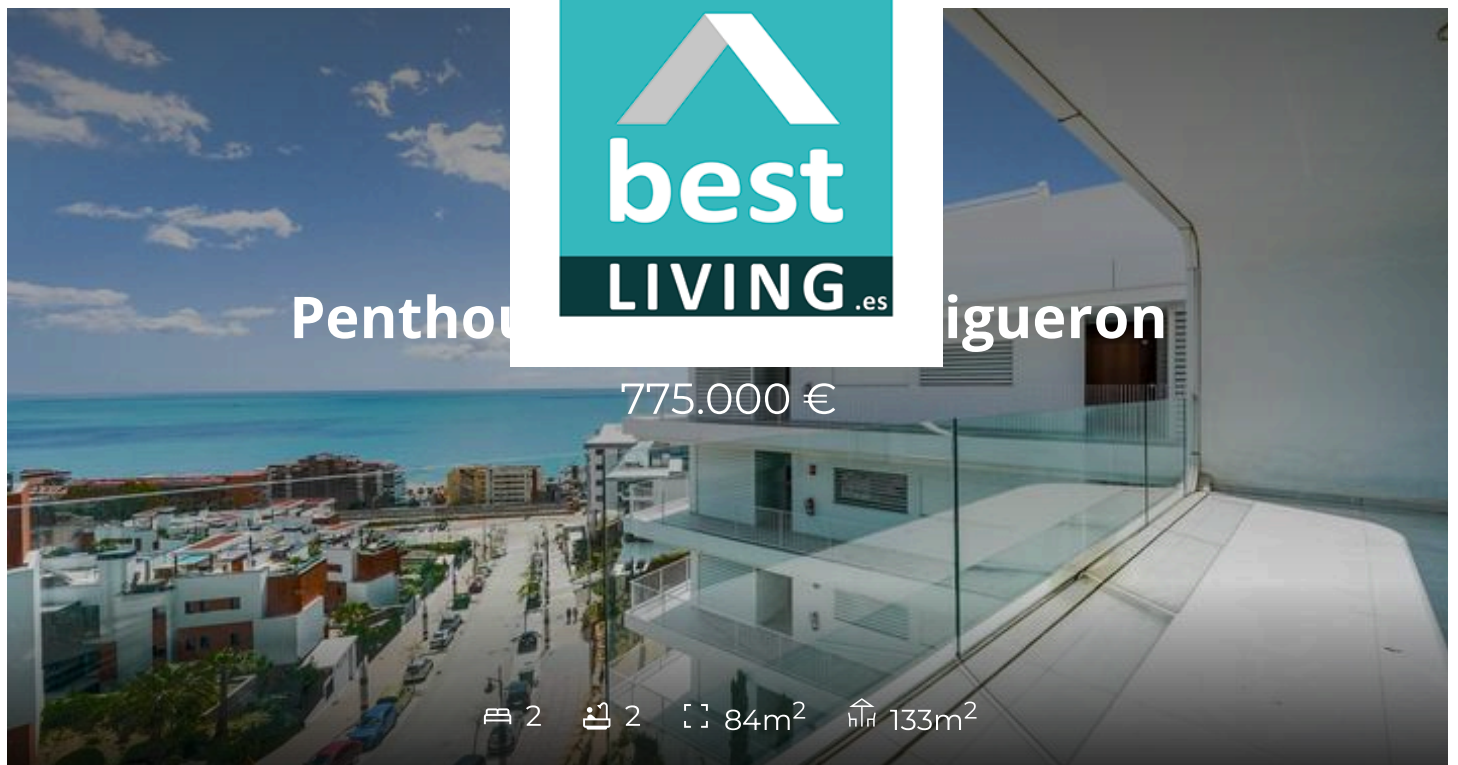 best
LIVING.es
Penthou igueron
775.000 €
2 2 84m² 133m²